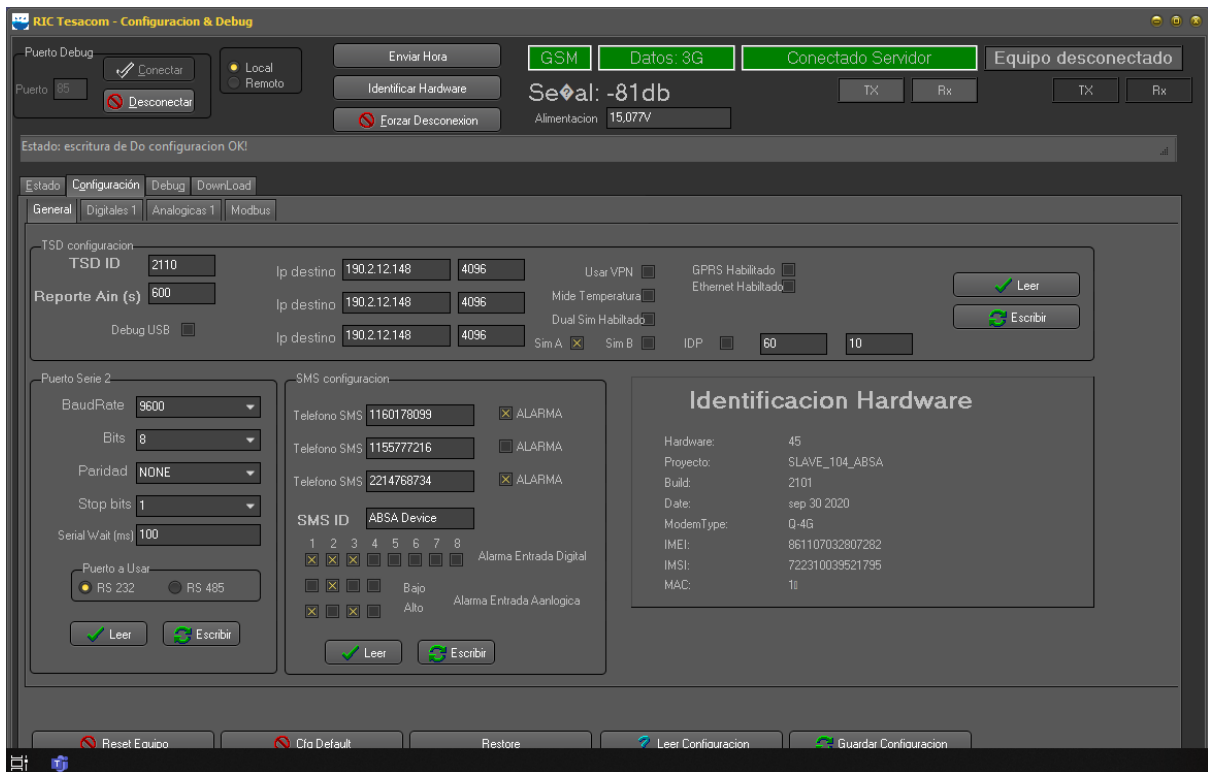 RIC Tesacom - Configuracion & Debug
Puerto Debug
Puerto 85
Conectar
Desconectar
Local
Remoto
Enviar Hora
Identificar Hardware
Forzar Desconexion
GSM Datos: 3G Conectado Servidor Equipo desconectado
Se�al: -81db
TX Rx TX Rx
Alimentacion 15,077V
Estado: escritura de Do configuracion OK!
Estado Configuración Debug DownLoad
General Digitales 1 Analogicas 1 Modbus
TSD configuracion
TSD ID 2110
Reporte Ain (s) 600
Debug USB
Ip destino 190.2.12.148 4096
Ip destino 190.2.12.148 4096
Ip destino 190.2.12.148 4096
Usar VPN
Mide Temperatura
Dual Sim Habiltado
GPRS Habilitado
Ethernet Habiltado
Sim A Sim B IDP 60 10
Leer
Escribir
Puerto Serie 2
BaudRate 9600
Bits 8
Paridad NONE
Stop bits 1
Serial Wait (ms) 100
Puerto a Usar
RS 232 RS 485
Leer Escribir
SMS configuracion
Telefono SMS 1160178099 ALARMA
Telefono SMS 1155777216 ALARMA
Telefono SMS 2214768734 ALARMA
SMS ID ABSA Device
1 2 3 4 5 6 7 8
Alarma Entrada Digital
Bajo
Alto
Alarma Entrada Aanlogica
Leer Escribir
Identificacion Hardware
Hardware: 45
Proyecto: SLAVE_104_ABSA
Build: 2101
Date: sep 30 2020
ModemType: Q-4G
IMEI: 861107032807282
IMSI: 722310039521795
MAC: 1
Reset Equipo Cfg Default Restore Leer Configuracion Guardar Configuracion